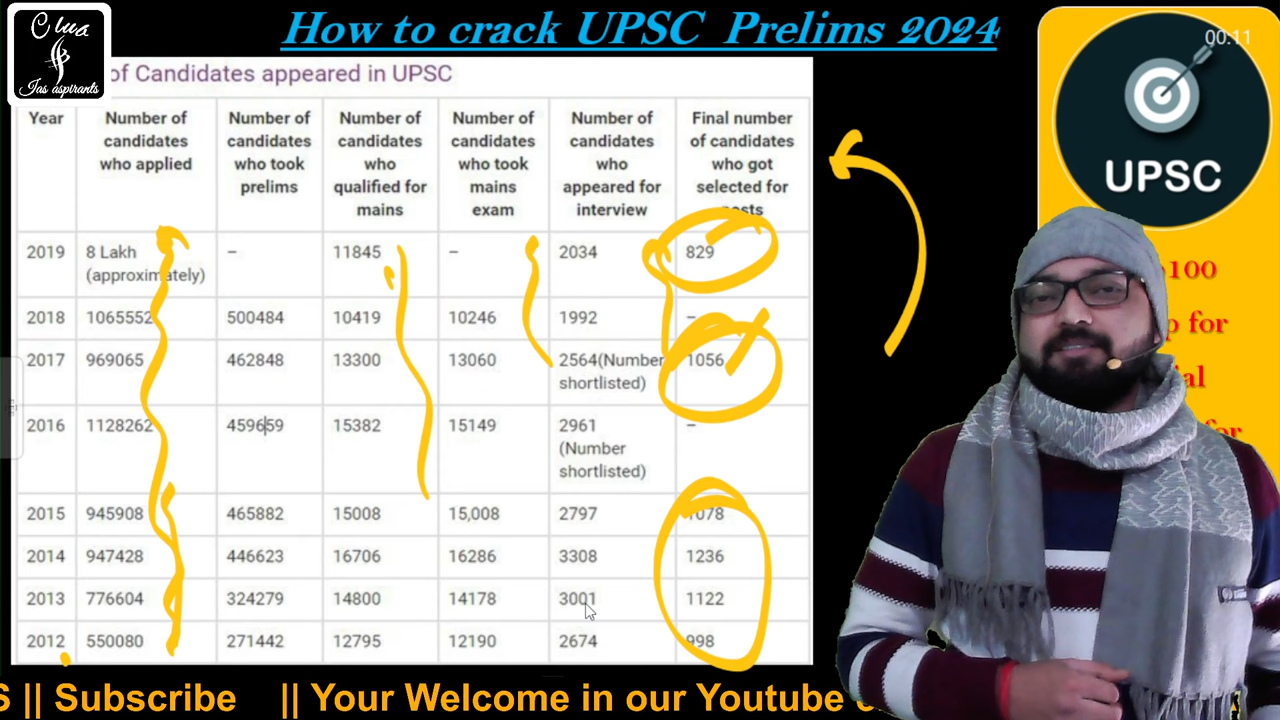 How to crack UPSC Prelims 2024
Clua
Ias aspirants
of Candidates appeared in UPSC
00:11
UPSC
Year
Number of candidates who applied
Number of candidates who took prelims
Number of candidates who qualified for mains
Number of candidates who took mains exam
Number of candidates who appeared for interview
Final number of candidates who got selected for posts
2019 8 Lakh (approximately) – 11845 – 2034 829
2018 1065552 500484 10419 10246 1992 –
2017 969065 462848 13300 13060 2564(Number shortlisted) 1056
2016 1128262 459659 15382 15149 2961 (Number shortlisted) –
2015 945908 465882 15008 15,008 2797 1078
2014 947428 446623 16706 16286 3308 1236
2013 776604 324279 14800 14178 3001 1122
2012 550080 271442 12795 12190 2674 998
100
for
S || Subscribe || Your Welcome in our Youtube